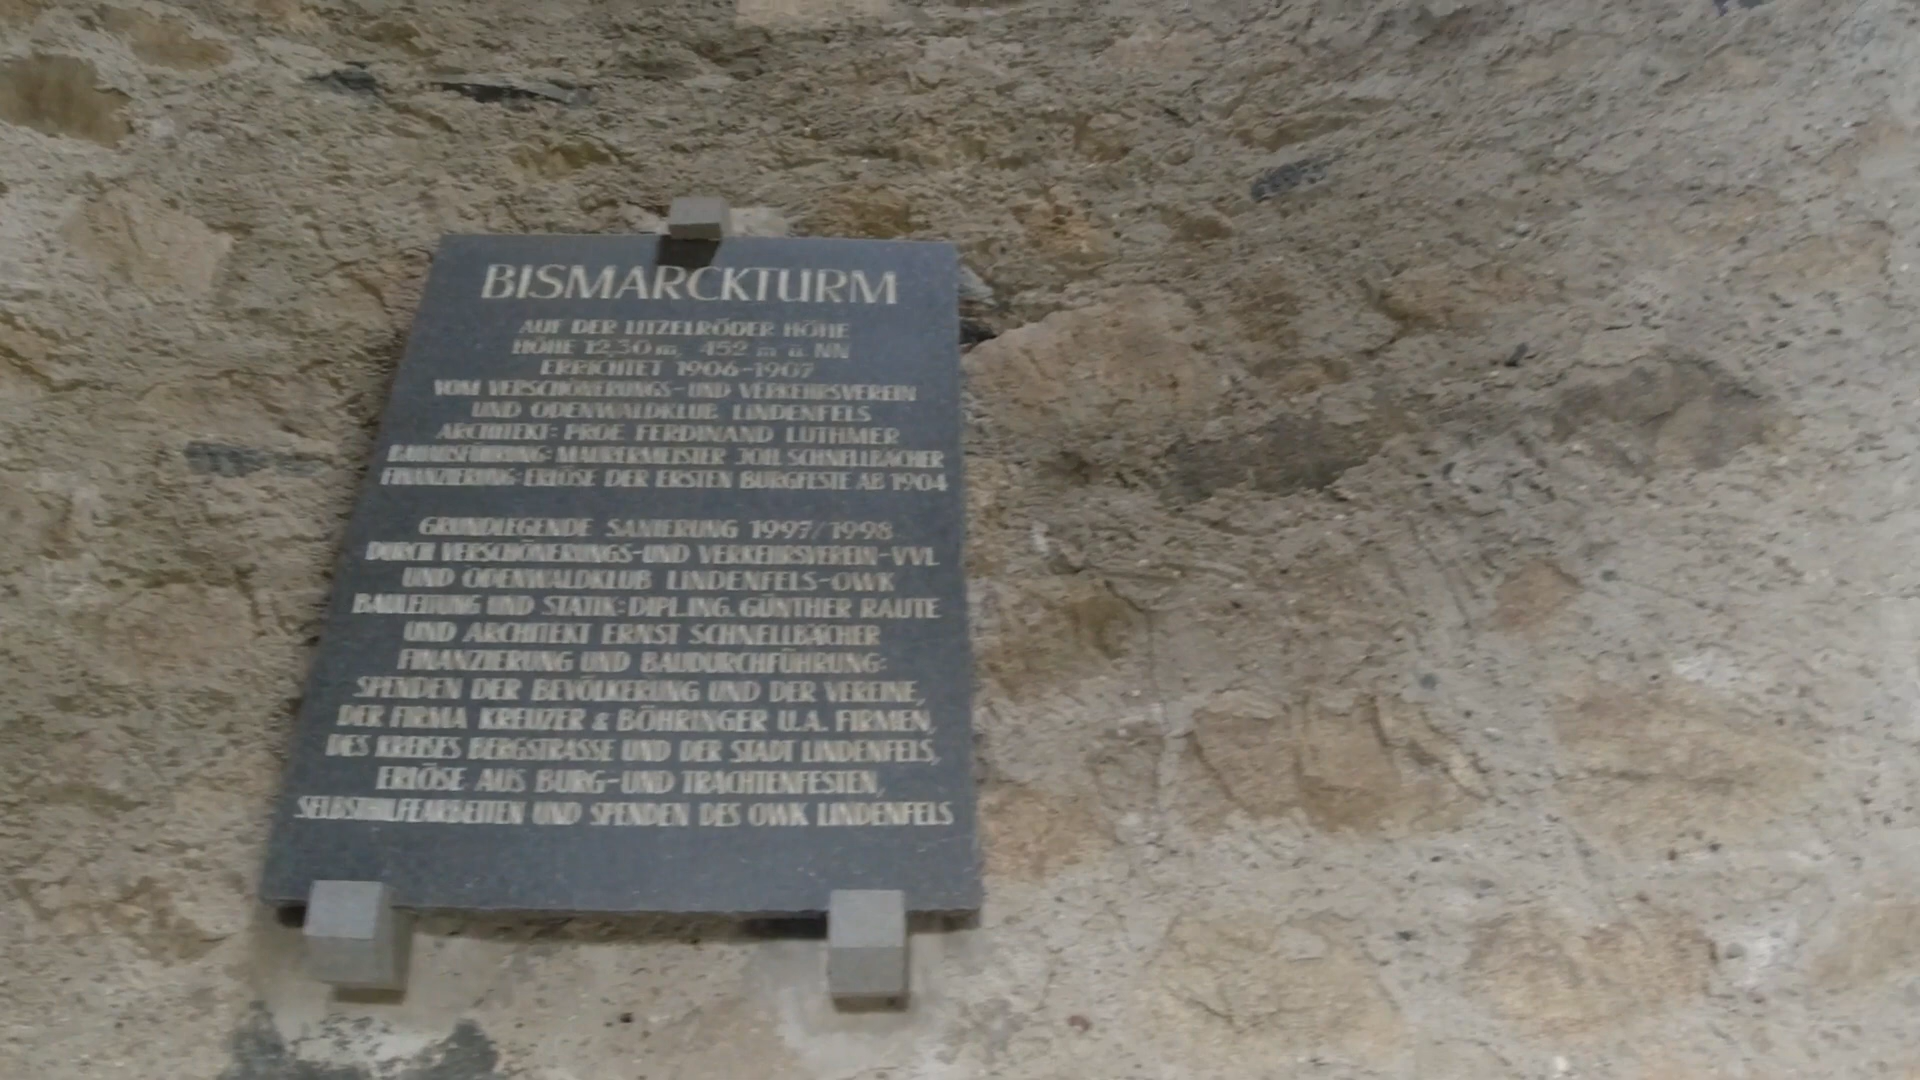 BISMARCKTURM
AUF DER LITZELRÖDER HÖHE
HÖHE 12,30 m, 452 m ü. NN
ERRICHTET 1906-1907
VOM VERSCHÖNERUNGS- UND VERKEHRSVEREIN
UND ODENWALDKLUB LINDENFELS
ARCHITEKT: PROF. FERDINAND LUTHMER
BAUAUSFÜHRUNG: MAURERMEISTER JOH. SCHNELLBÄCHER
FINANZIERUNG: ERLÖSE DER ERSTEN BURGFESTE AB 1904
GRUNDLEGENDE SANIERUNG 1997/1998
DURCH VERSCHÖNERUNGS-UND VERKEHRSVEREIN-VVL
UND ODENWALDKLUB LINDENFELS-OWK
BAULEITUNG UND STATIK: DIPL. ING. GÜNTHER RAUTE
UND ARCHITEKT ERNST SCHNELLBÄCHER
FINANZIERUNG UND BAUDURCHFÜHRUNG:
SPENDEN DER BEVÖLKERUNG UND DER VEREINE,
DER FIRMA KREUZER & BÖHRINGER U.A. FIRMEN,
DES KREISES BERGSTRASSE UND DER STADT LINDENFELS,
ERLÖSE AUS BURG-UND TRACHTENFESTEN,
SELBSTHILFEARBEITEN UND SPENDEN DES OWK LINDENFELS